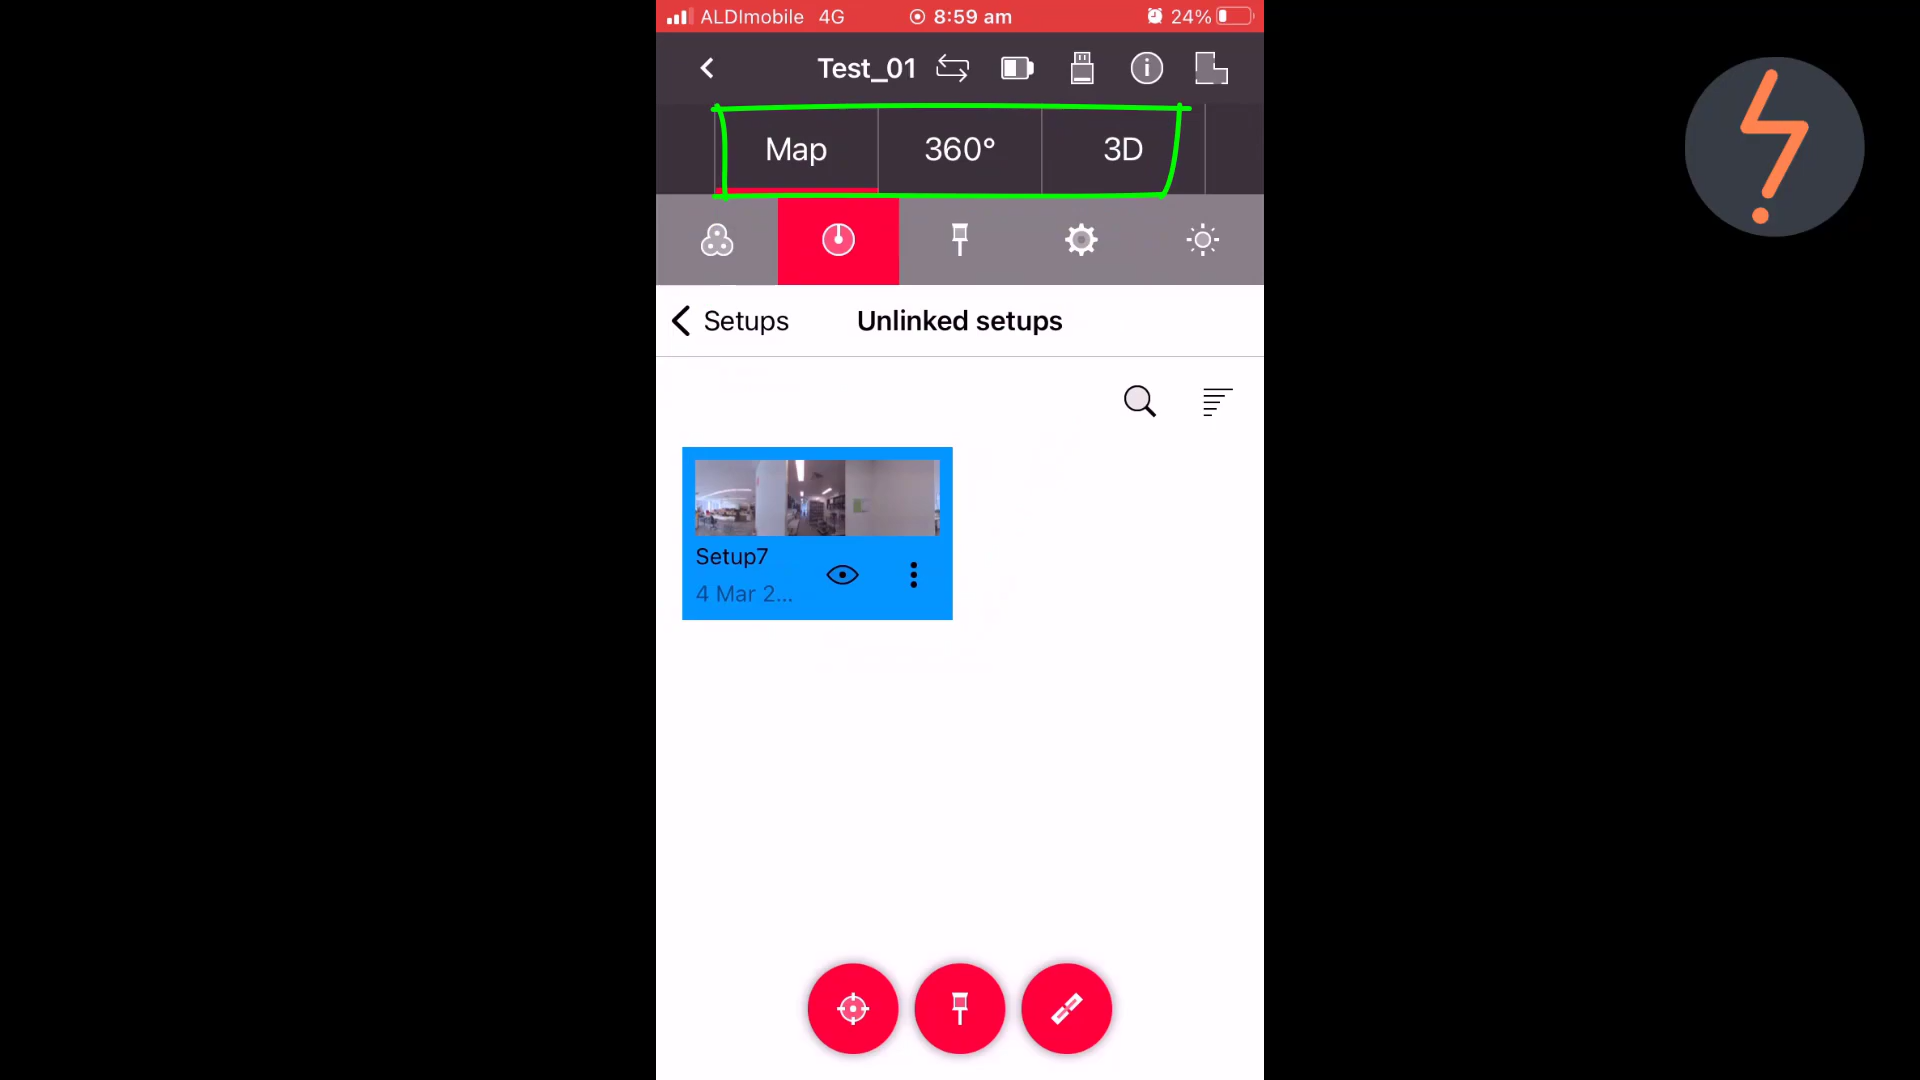 ALDImobile 4G 8:59 am 24%
Test_01
Map 360° 3D
Setups Unlinked setups
Setup7
4 Mar 2...